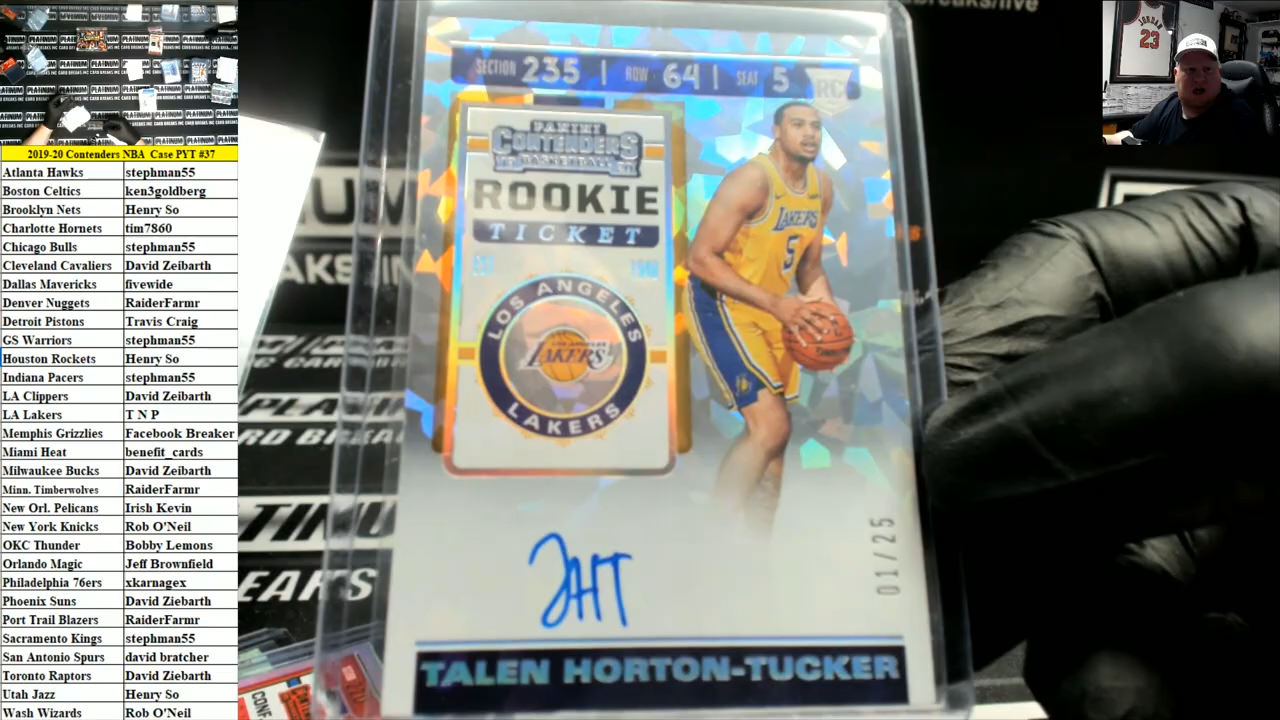 2019-20 Contenders NBA Case PYT #37
Atlanta Hawks stephman55
Boston Celtics ken3goldberg
Brooklyn Nets Henry So
Charlotte Hornets tim7860
Chicago Bulls stephman55
Cleveland Cavaliers David Zeibarth
Dallas Mavericks fivewide
Denver Nuggets RaiderFarmr
Detroit Pistons Travis Craig
GS Warriors stephman55
Houston Rockets Henry So
Indiana Pacers stephman55
LA Clippers David Zeibarth
LA Lakers T N P
Memphis Grizzlies Facebook Breaker
Miami Heat benefit_cards
Milwaukee Bucks David Zeibarth
Minn. Timberwolves RaiderFarmr
New Orl. Pelicans Irish Kevin
New York Knicks Rob O'Neil
OKC Thunder Bobby Lemons
Orlando Magic Jeff Brownfield
Philadelphia 76ers xkarnagex
Phoenix Suns David Ziebarth
Port Trail Blazers RaiderFarmr
Sacramento Kings stephman55
San Antonio Spurs david bratcher
Toronto Raptors David Ziebarth
Utah Jazz Henry So
Wash Wizards Rob O'Neil
SECTION 235 | ROW 64 | SEAT 5
RC
PANINI
CONTENDERS
BASKETBALL
ROOKIE
TICKET
LOS ANGELES
LAKERS
LAKERS
LAKERS
5
01/25
JHT
TALEN HORTON-TUCKER
JORDAN
23